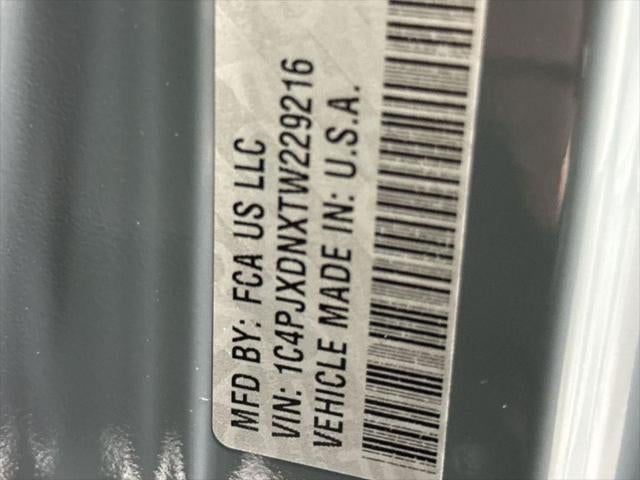 MFD BY: FCA US LLC
VIN: 1C4PJXDNXTW229216
VEHICLE MADE IN: U.S.A.